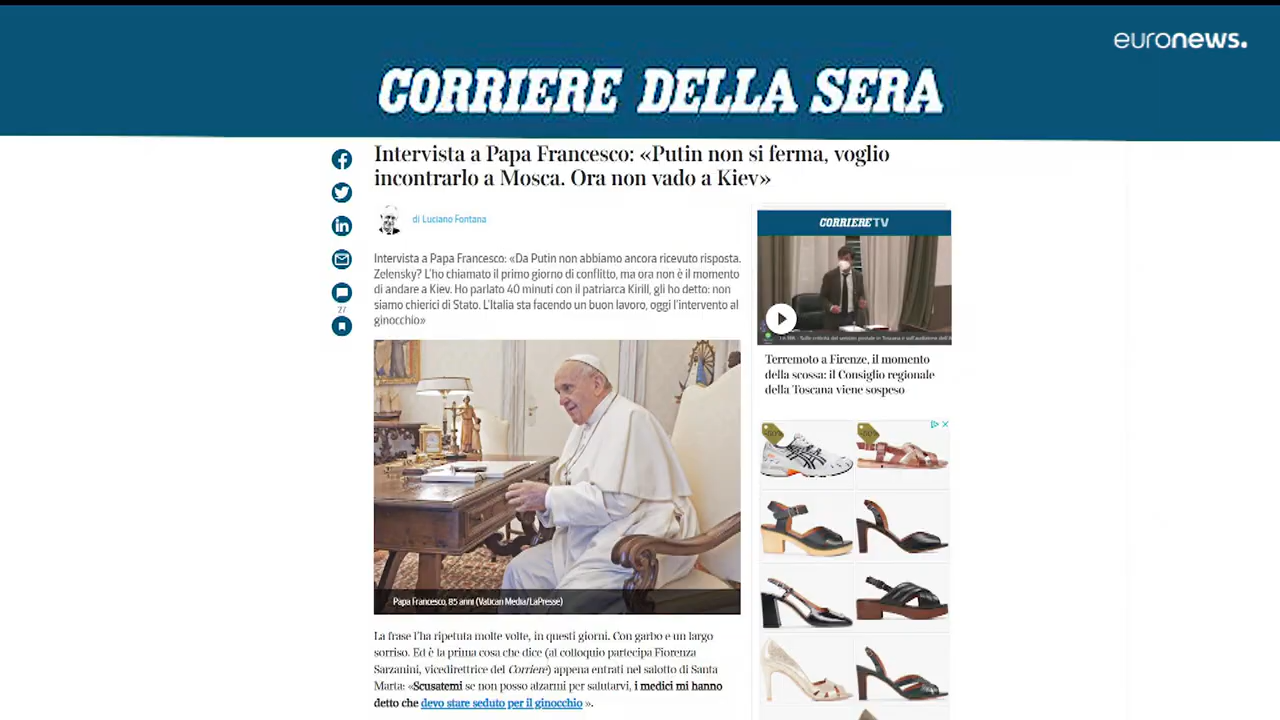 euronews.
CORRIERE DELLA SERA
Intervista a Papa Francesco: «Putin non si ferma, voglio
incontrarlo a Mosca. Ora non vado a Kiev»
di Luciano Fontana
Intervista a Papa Francesco: «Da Putin non abbiamo ancora ricevuto risposta.
Zelensky? L'ho chiamato il primo giorno di conflitto, ma ora non è il momento
di andare a Kiev. Ho parlato 40 minuti con il patriarca Kirill, gli ho detto: non
siamo chierici di Stato. L'Italia sta facendo un buon lavoro, oggi l'intervento al
ginocchio»
27
Papa Francesco, 85 anni (Vatican Media/LaPresse)
La frase l'ha ripetuta molte volte, in questi giorni. Con garbo e un largo
sorriso. Ed è la prima cosa che dice (al colloquio partecipa Fiorenza
Sarzanini, vicedirettrice del Corriere) appena entrati nel salotto di Santa
Marta: «Scusatemi se non posso alzarmi per salutarvi, i medici mi hanno
detto che devo stare seduto per il ginocchio ».
CORRIERE TV
Terremoto a Firenze, il momento
della scossa: il Consiglio regionale
della Toscana viene sospeso
-50%
-50%